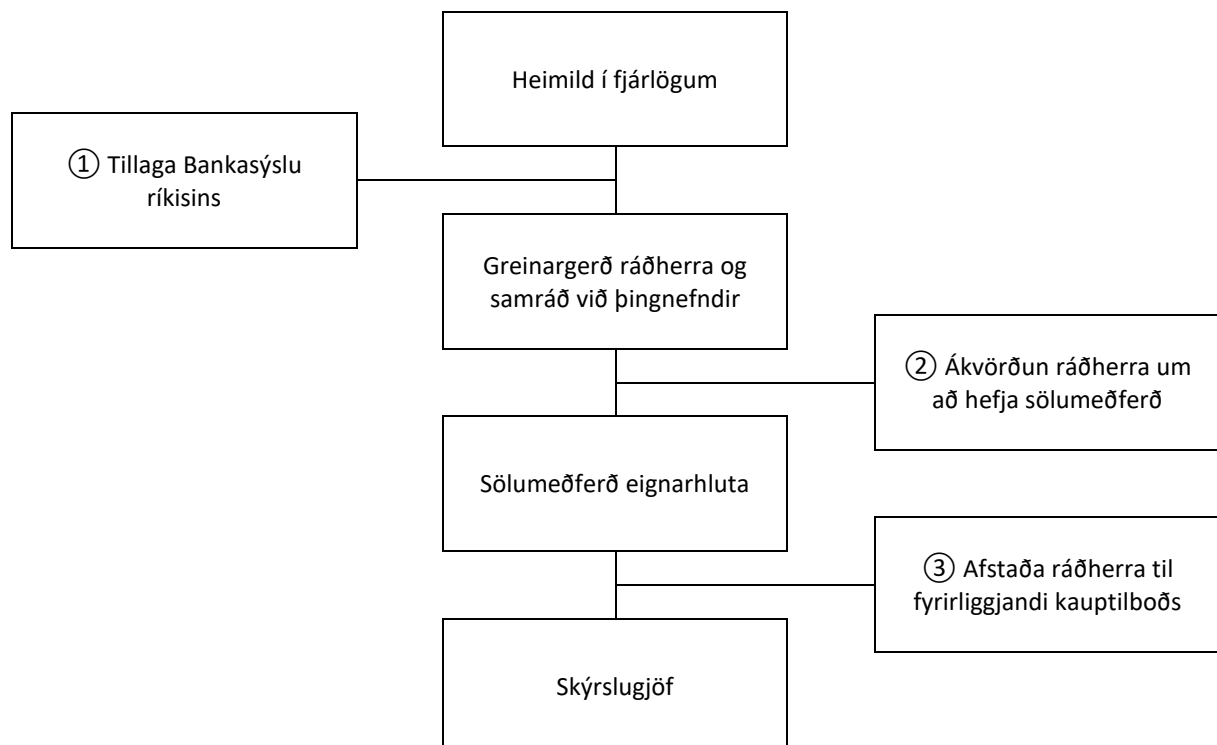 Heimild í fjárlögum
① Tillaga Bankasýslu
ríkisins
Greinargerð ráðherra og
samráð við þingnefndir
② Ákvörðun ráðherra um
að hefja sölumeðferð
Sölumeðferð eignarhluta
③ Afstaða ráðherra til
fyrirliggjandi kauptilboðs
Skýrslugjöf